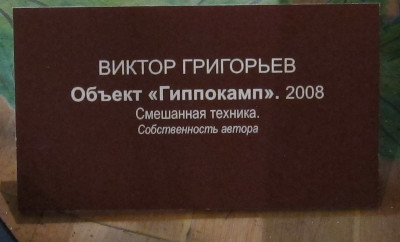 ВИКТОР ГРИГОРЬЕВ
Объект «Гиппокамп». 2008
Смешанная техника.
Собственность автора